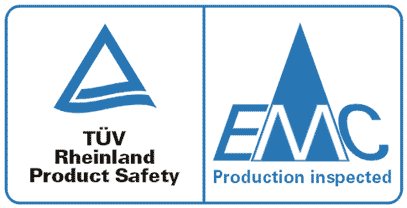 TÜV
Rheinland
Product Safety
EMC
Production inspected